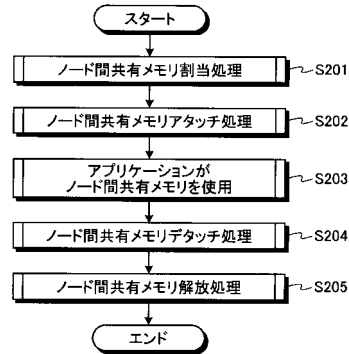 スタート
ノード間共有メモリ割当処理
S201
ノード間共有メモリアタッチ処理
S202
アプリケーションが
ノード間共有メモリを使用
S203
ノード間共有メモリデタッチ処理
S204
ノード間共有メモリ解放処理
S205
エンド